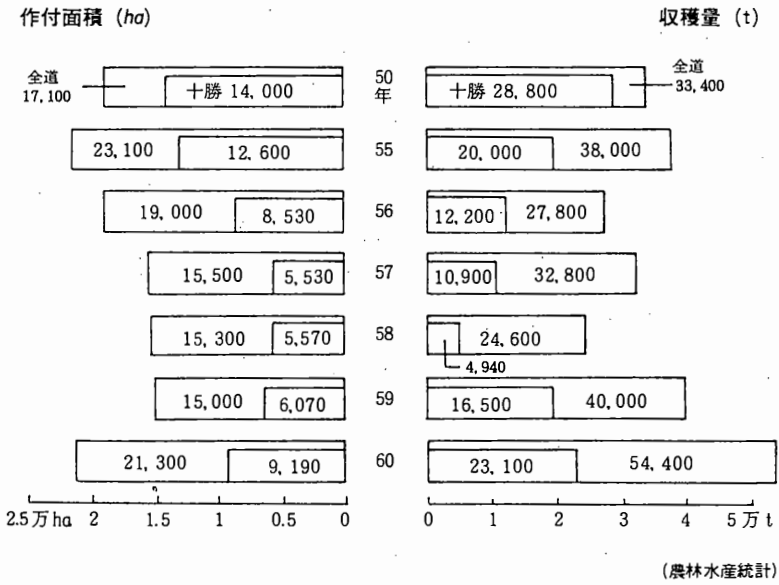 作付面積 (ha) 収穫量 (t)
全道 17,100 十勝 14,000 50年 十勝 28,800 全道 33,400
23,100 12,600 55 20,000 38,000
19,000 8,530 56 12,200 27,800
15,500 5,530 57 10,900 32,800
15,300 5,570 58 24,600
4,940
15,000 6,070 59 16,500 40,000
21,300 9,190 60 23,100 54,400
2.5万ha 2 1.5 1 0.5 0 0 1 2 3 4 5万t
(農林水産統計)